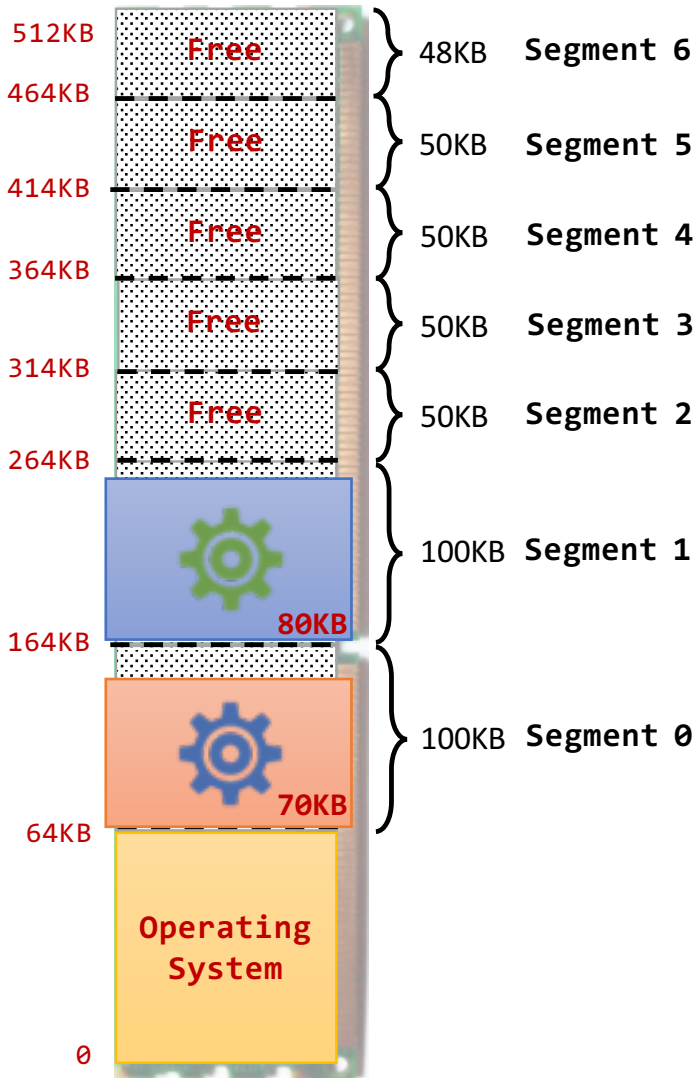 512KB
Free
48KB Segment 6
464KB
Free
50KB Segment 5
414KB
Free
50KB Segment 4
364KB
Free
50KB Segment 3
314KB
Free
50KB Segment 2
264KB
100KB Segment 1
80KB
164KB
100KB Segment 0
70KB
64KB
Operating
System
0